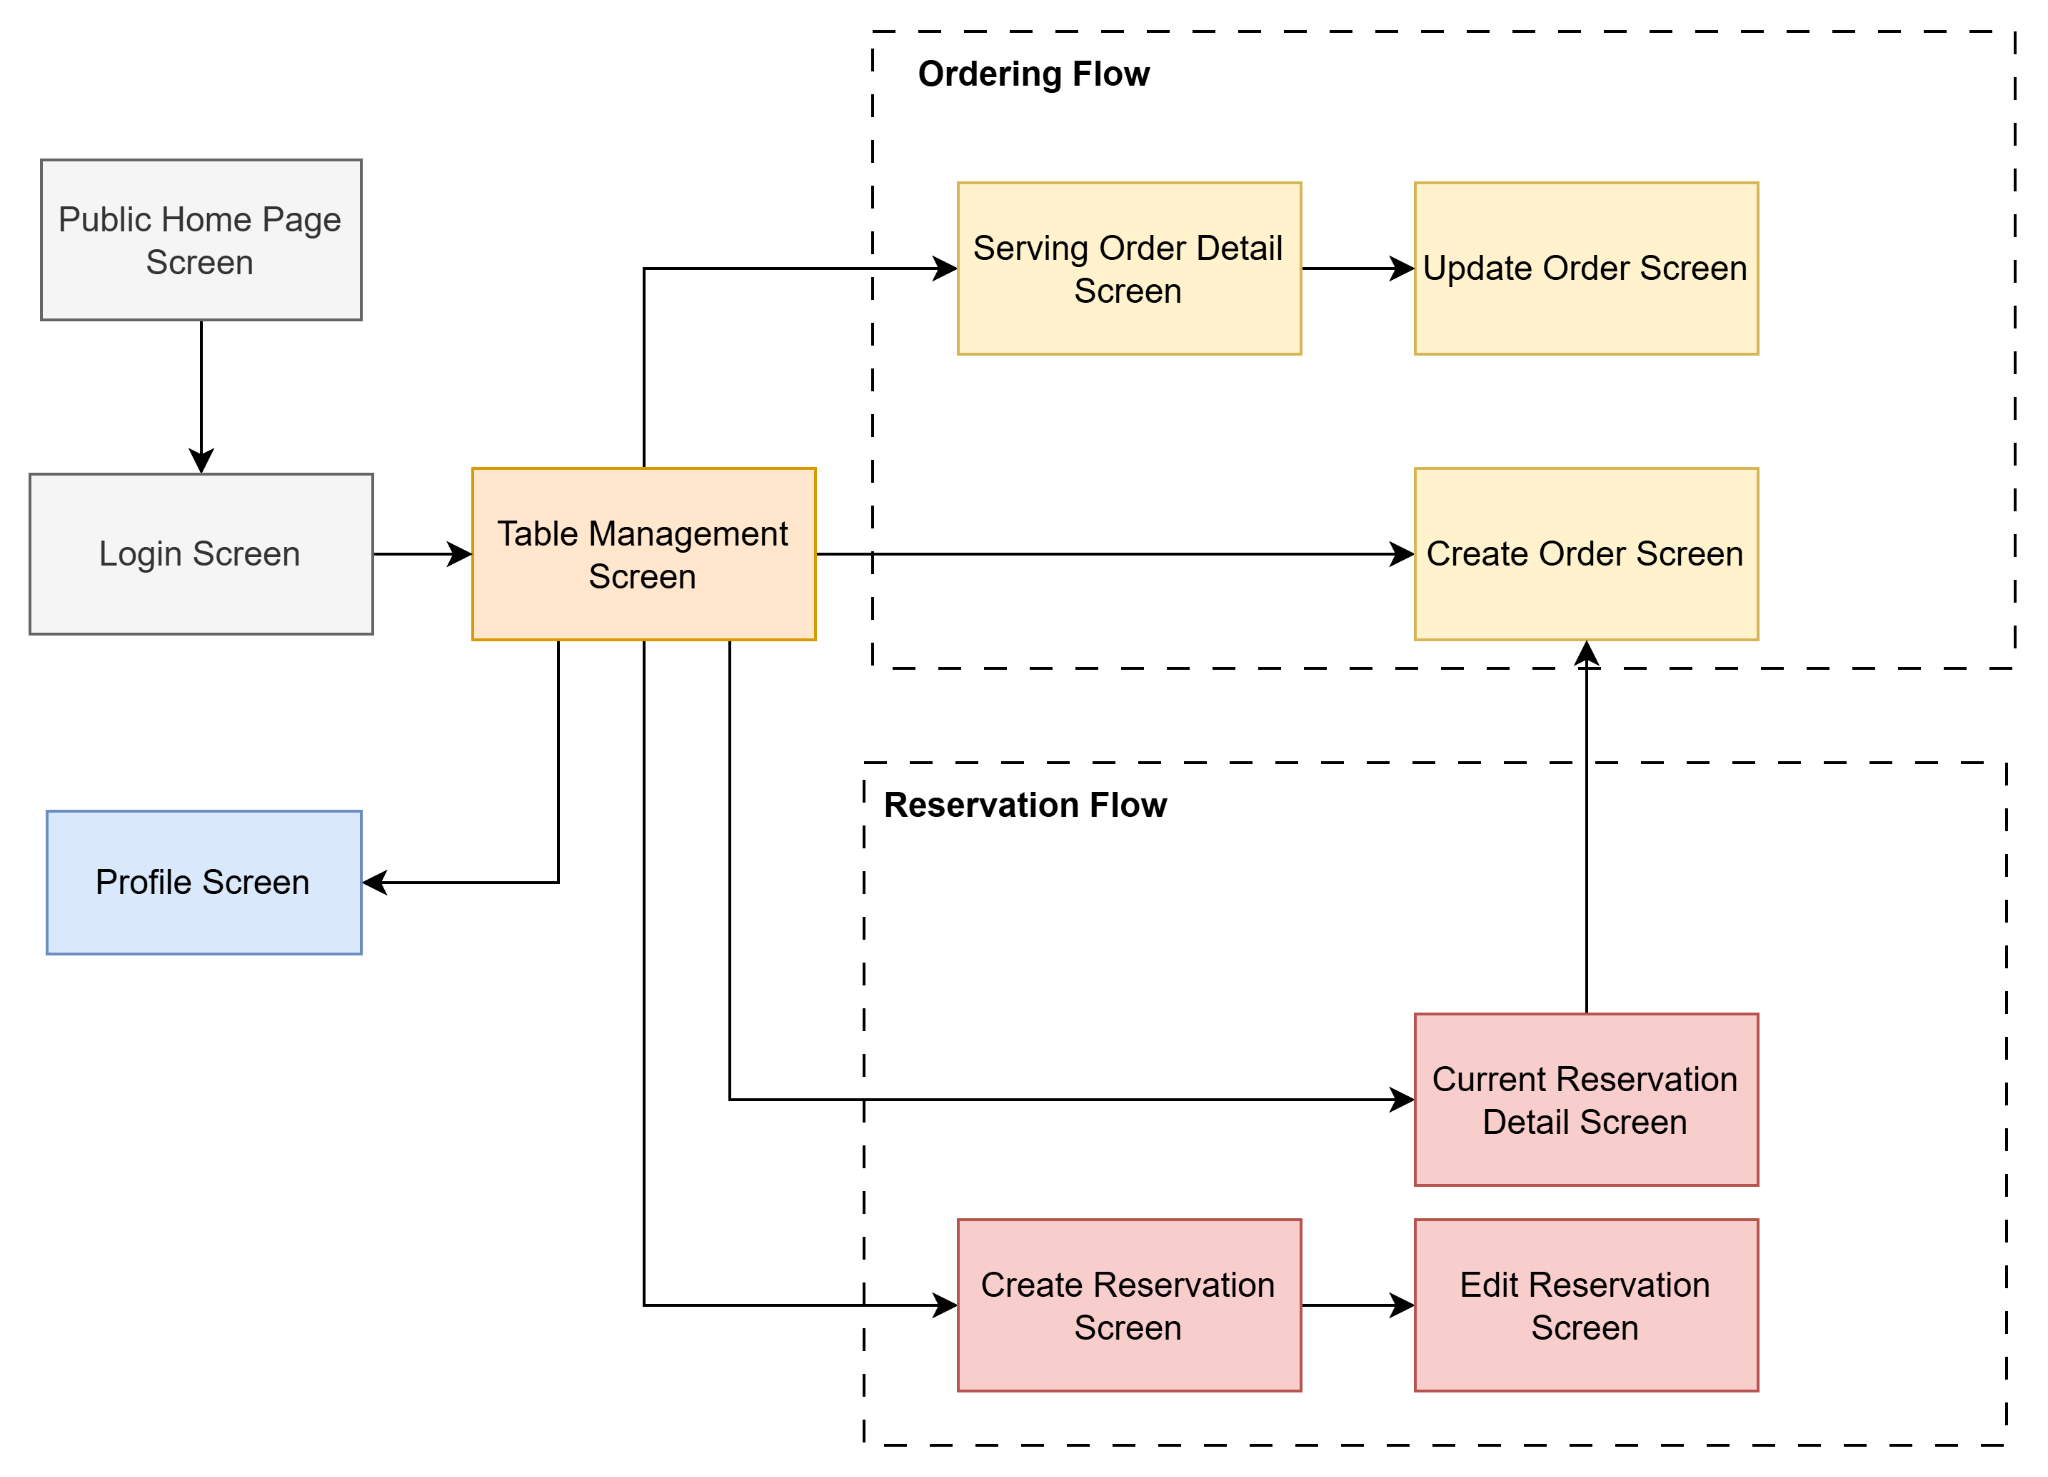 Ordering Flow
Public Home Page
Screen
Serving Order Detail
Screen
Update Order Screen
Login Screen
Table Management
Screen
Create Order Screen
Reservation Flow
Profile Screen
Current Reservation
Detail Screen
Create Reservation
Screen
Edit Reservation
Screen